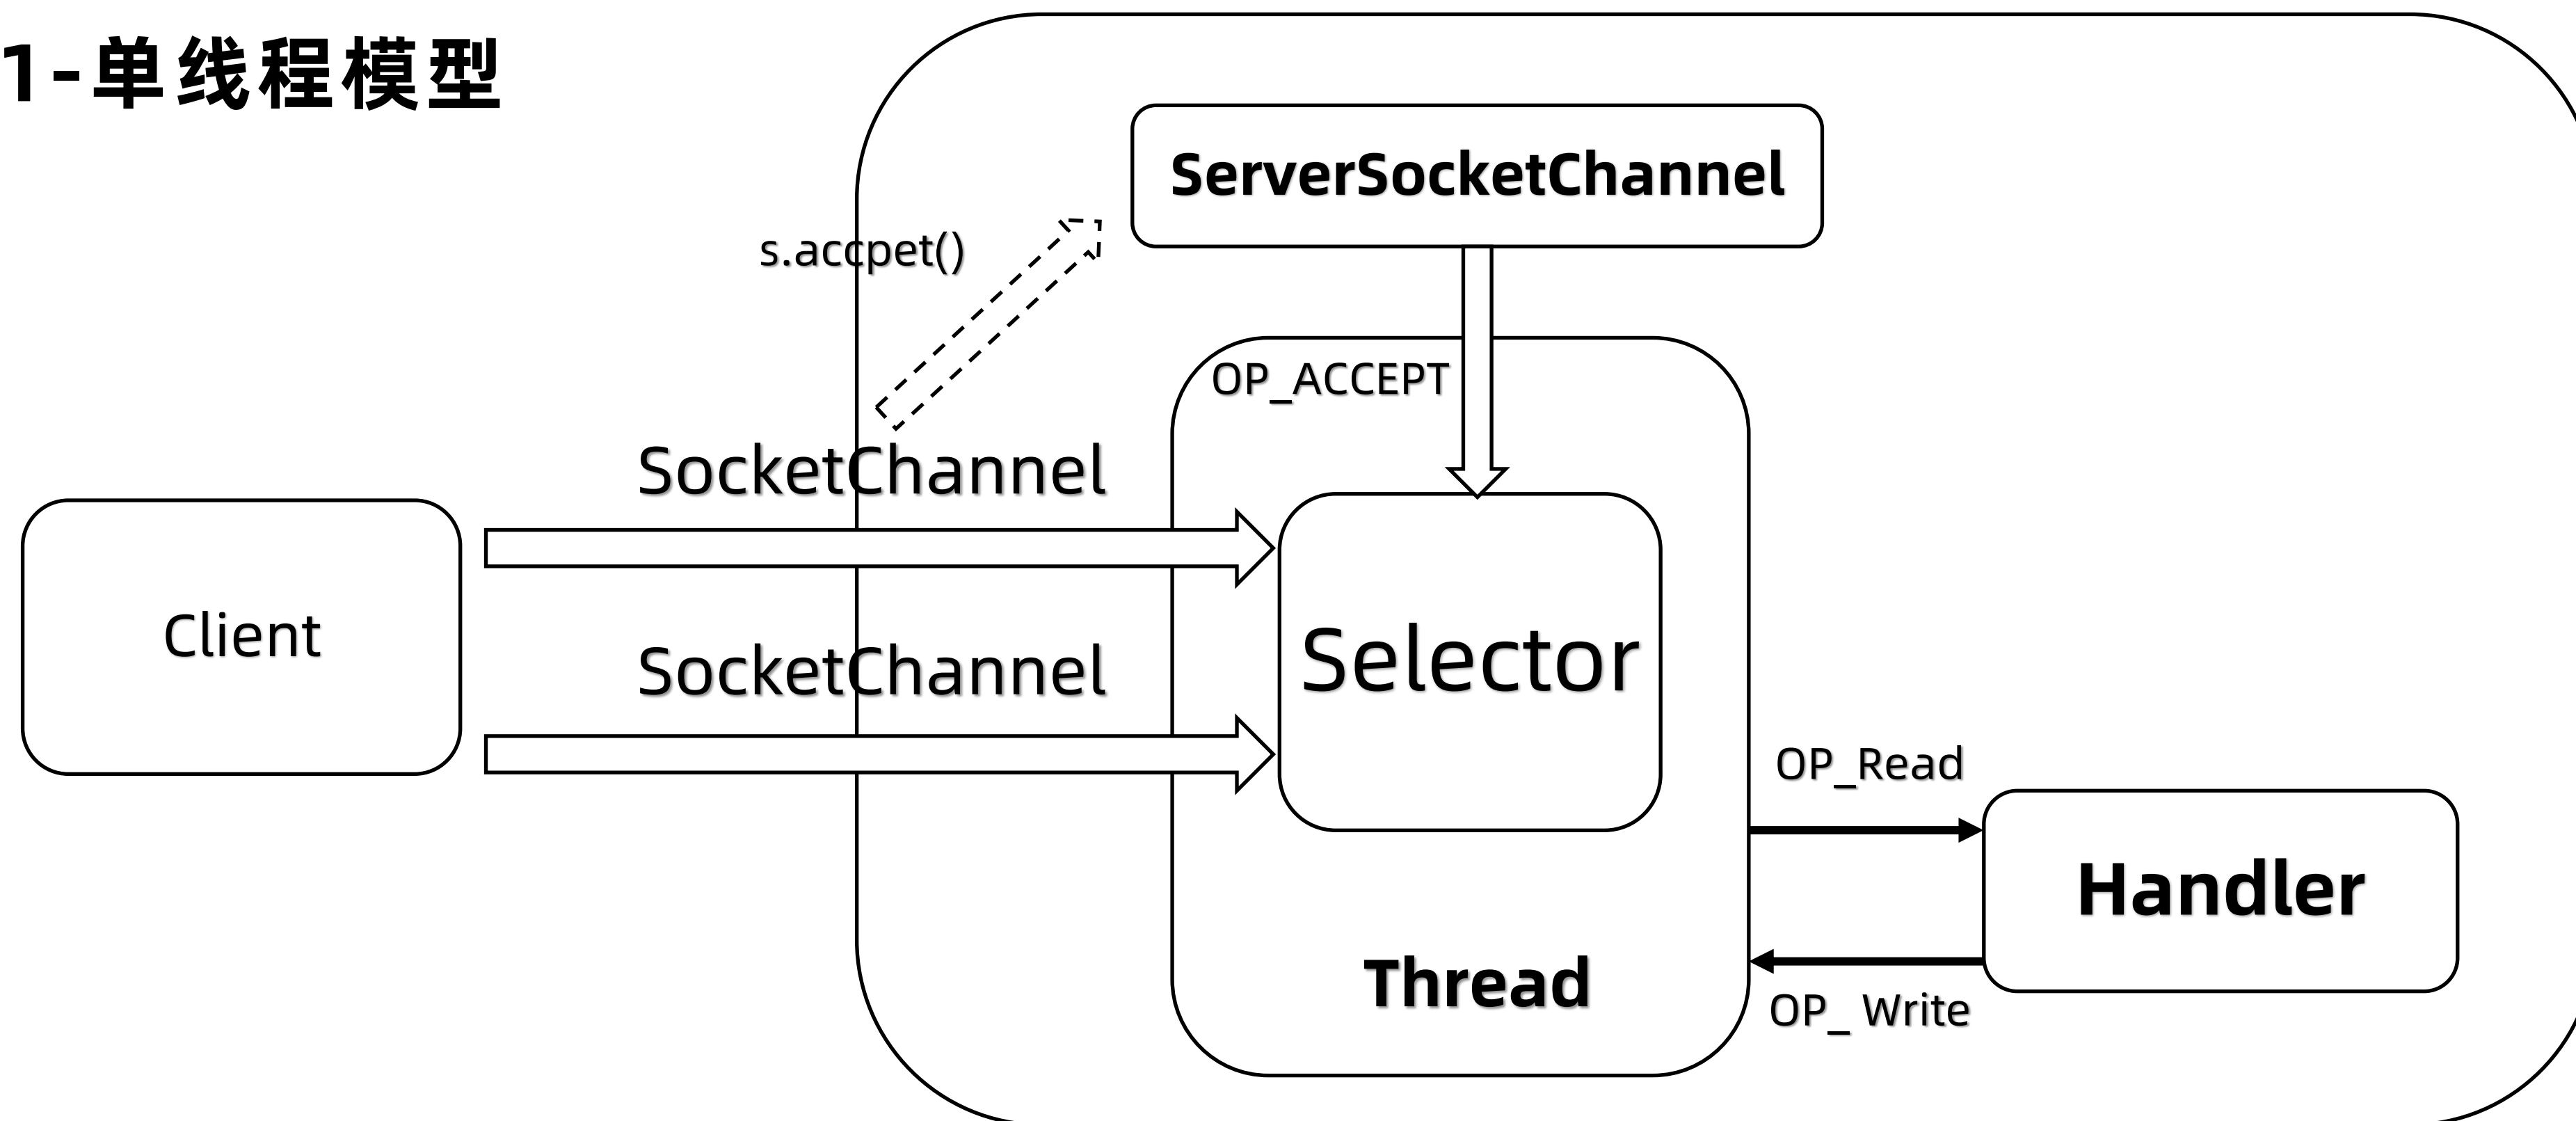 1-单线程模型
ServerSocketChannel
s.accpet()
OP_ACCEPT
SocketChannel
Client
Selector
SocketChannel
OP_Read
Handler
Thread
OP_ Write